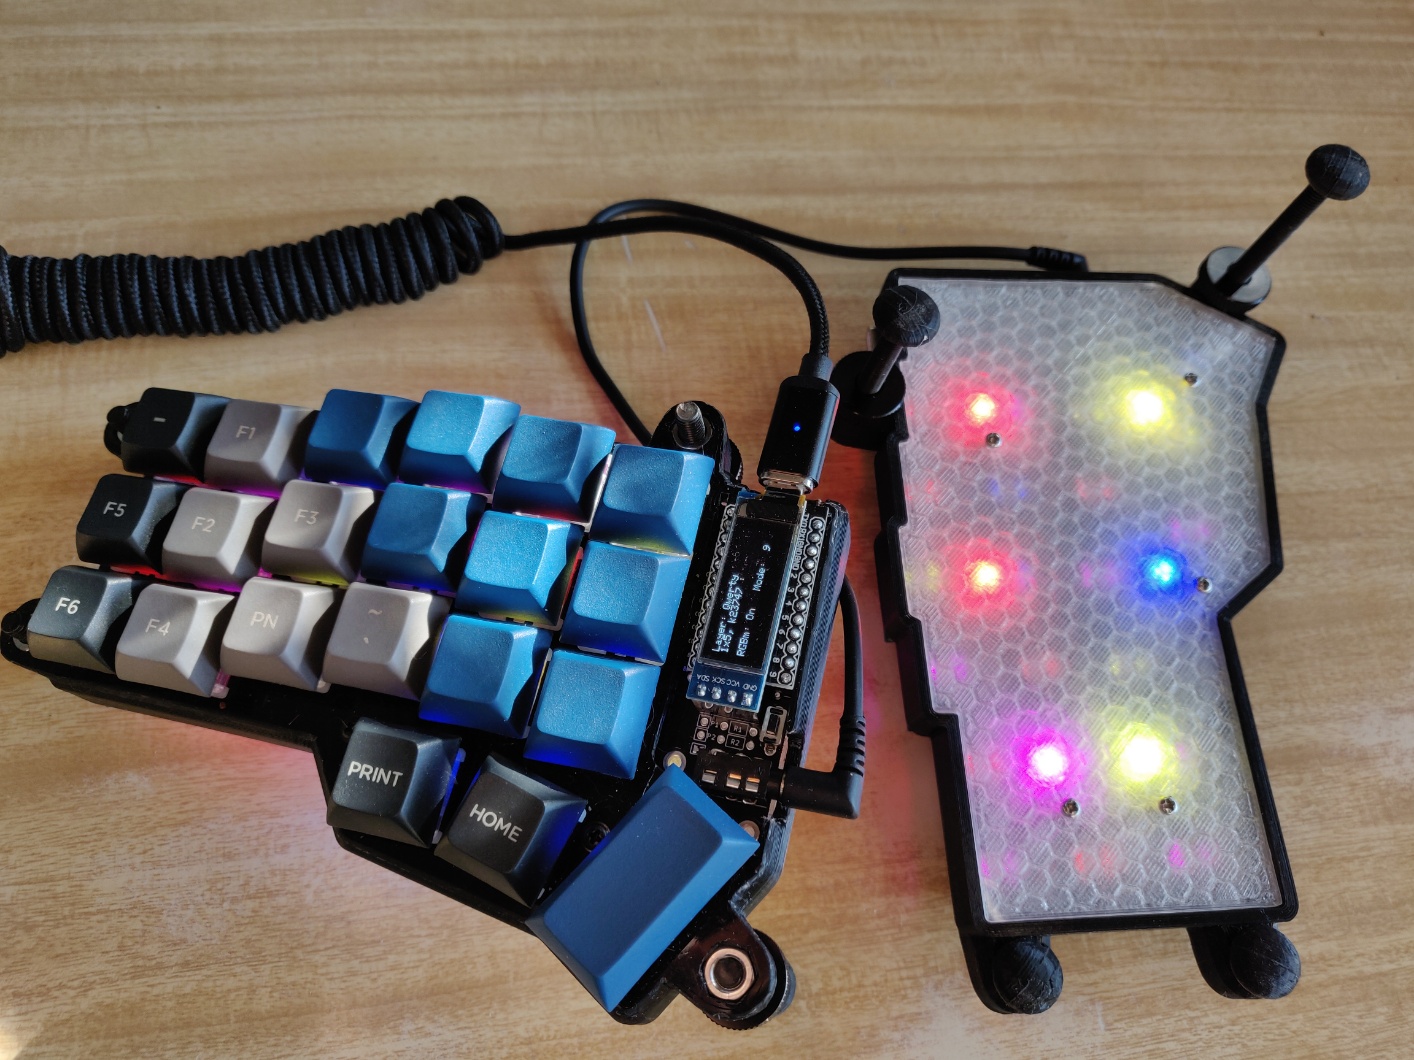 -
F1
F5
F2
F3
F6
F4
PN
~
`
PRINT
HOME
Layer: Qwerty
RGBm: On Mode: 9
SDA SCK VCC GND
R1
R2